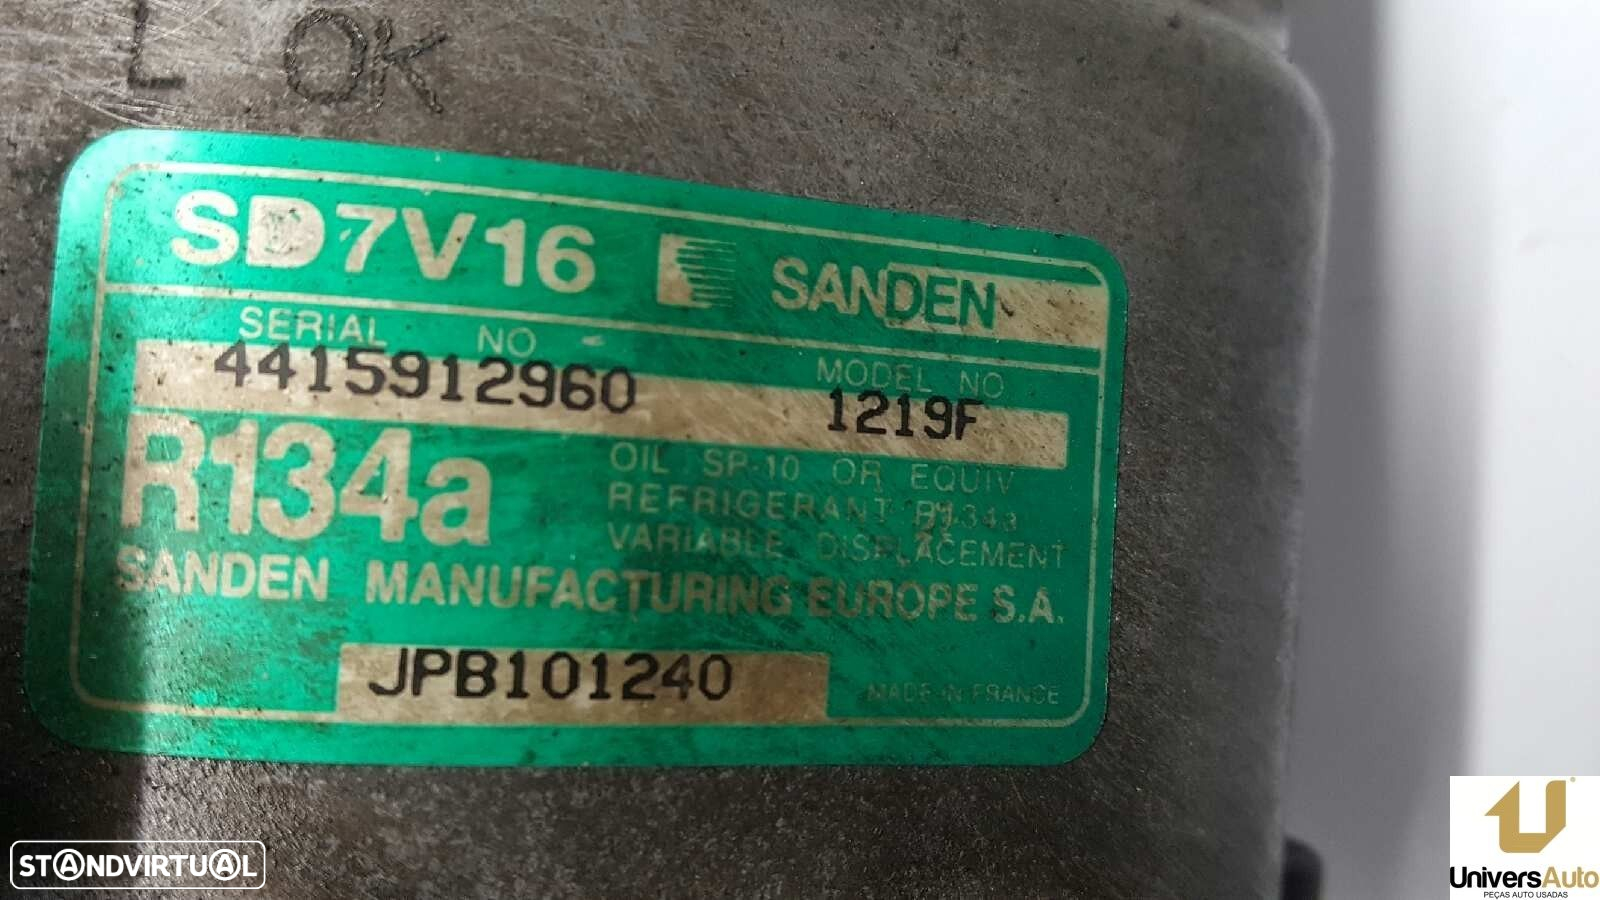 L OK
SD7V16 SANDEN
SERIAL NO
MODEL NO
4415912960 1219F
R134a
OIL SP-10 OR EQUIV
REFRIGERANT R134a
VARIABLE DISPLACEMENT
SANDEN MANUFACTURING EUROPE S.A.
JPB101240
MADE IN FRANCE
STANDVIRTUAL
UniversAuto
PEÇAS AUTO USADAS